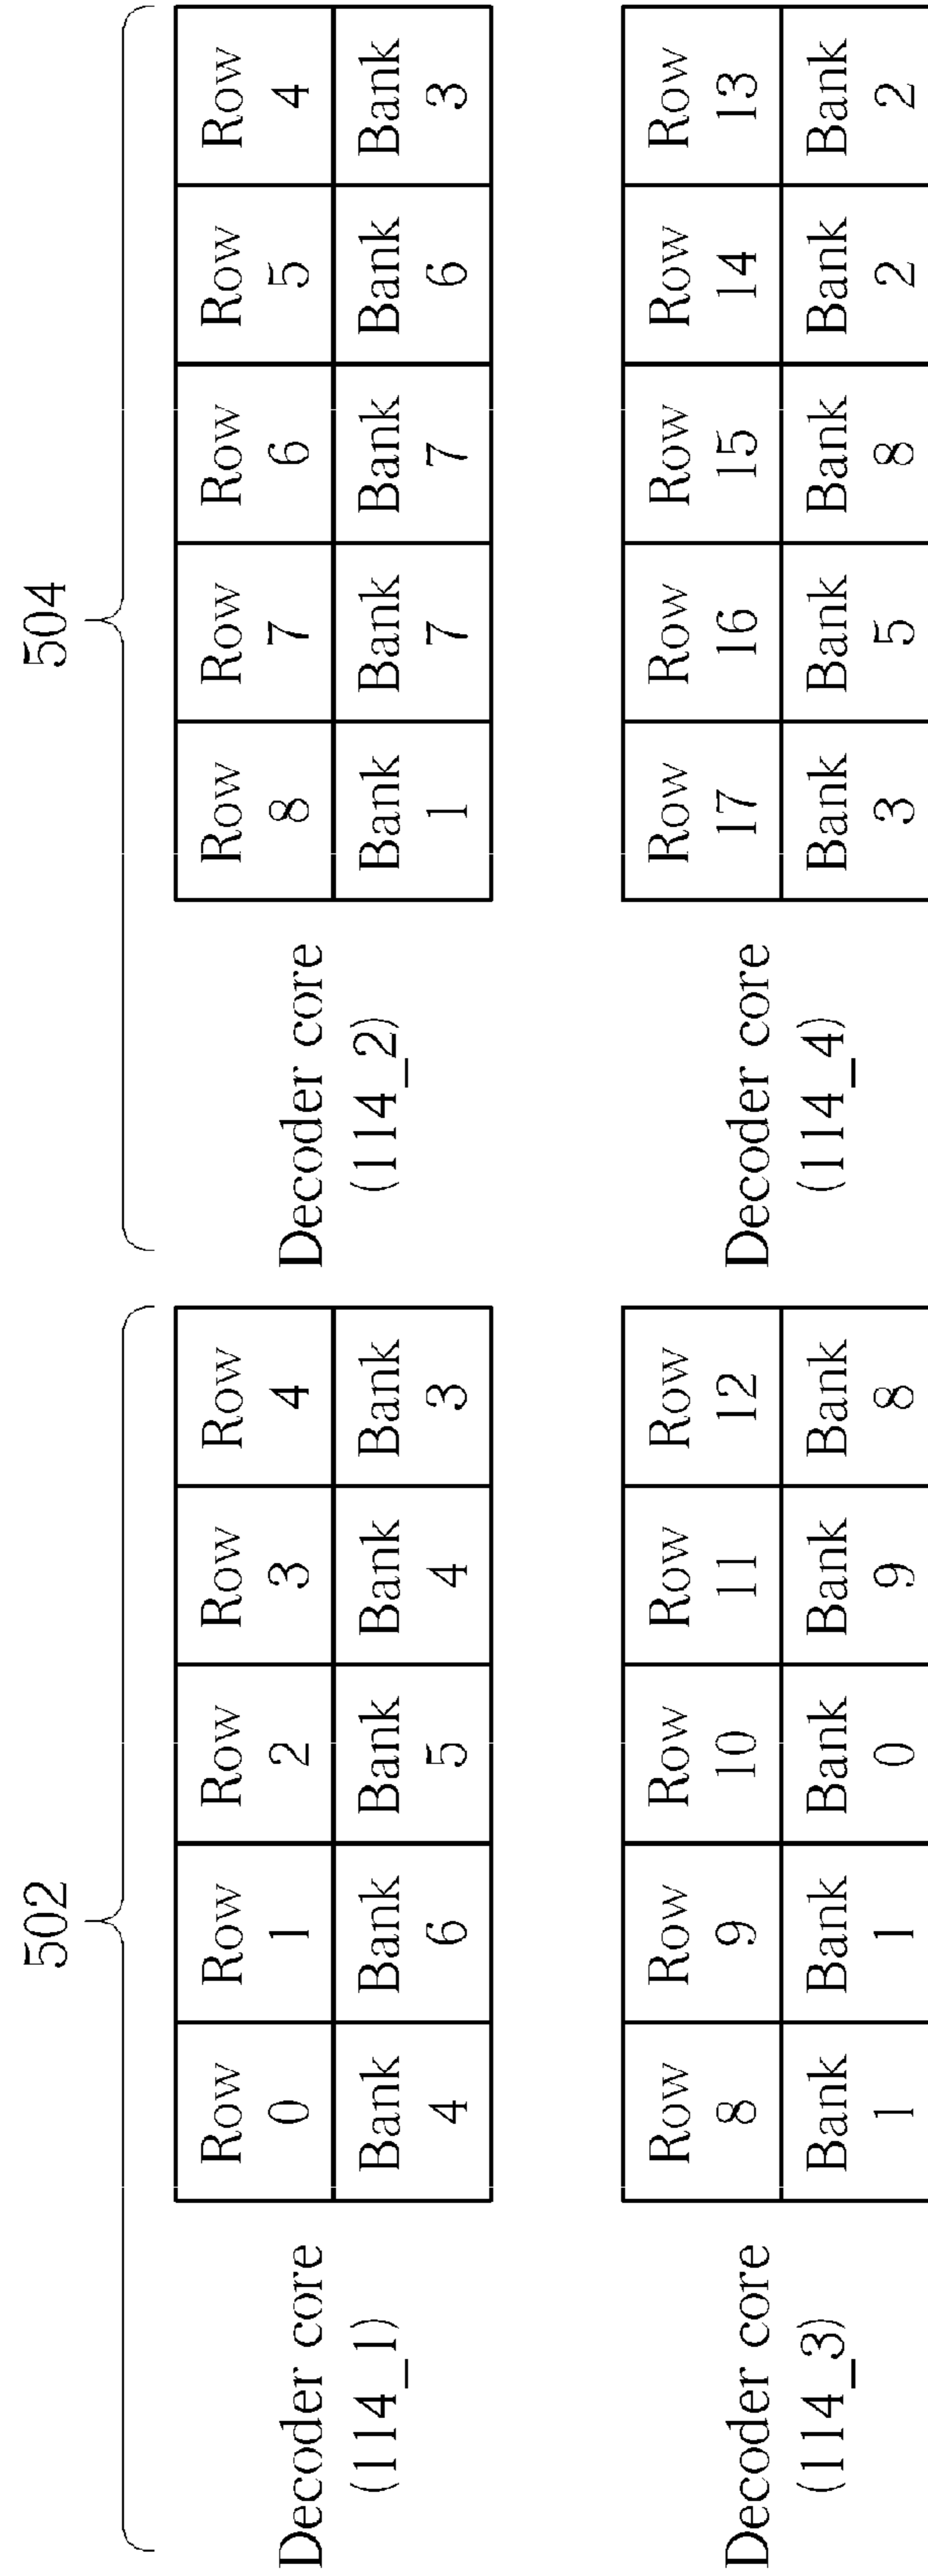 502
504
Decoder core
(114_1)
Row 0 Row 1 Row 2 Row 3 Row 4
Bank 4 Bank 6 Bank 5 Bank 4 Bank 3
Decoder core
(114_2)
Row 8 Row 7 Row 6 Row 5 Row 4
Bank 1 Bank 7 Bank 7 Bank 6 Bank 3
Decoder core
(114_3)
Row 8 Row 9 Row 10 Row 11 Row 12
Bank 1 Bank 1 Bank 0 Bank 9 Bank 8
Decoder core
(114_4)
Row 17 Row 16 Row 15 Row 14 Row 13
Bank 3 Bank 5 Bank 8 Bank 2 Bank 2